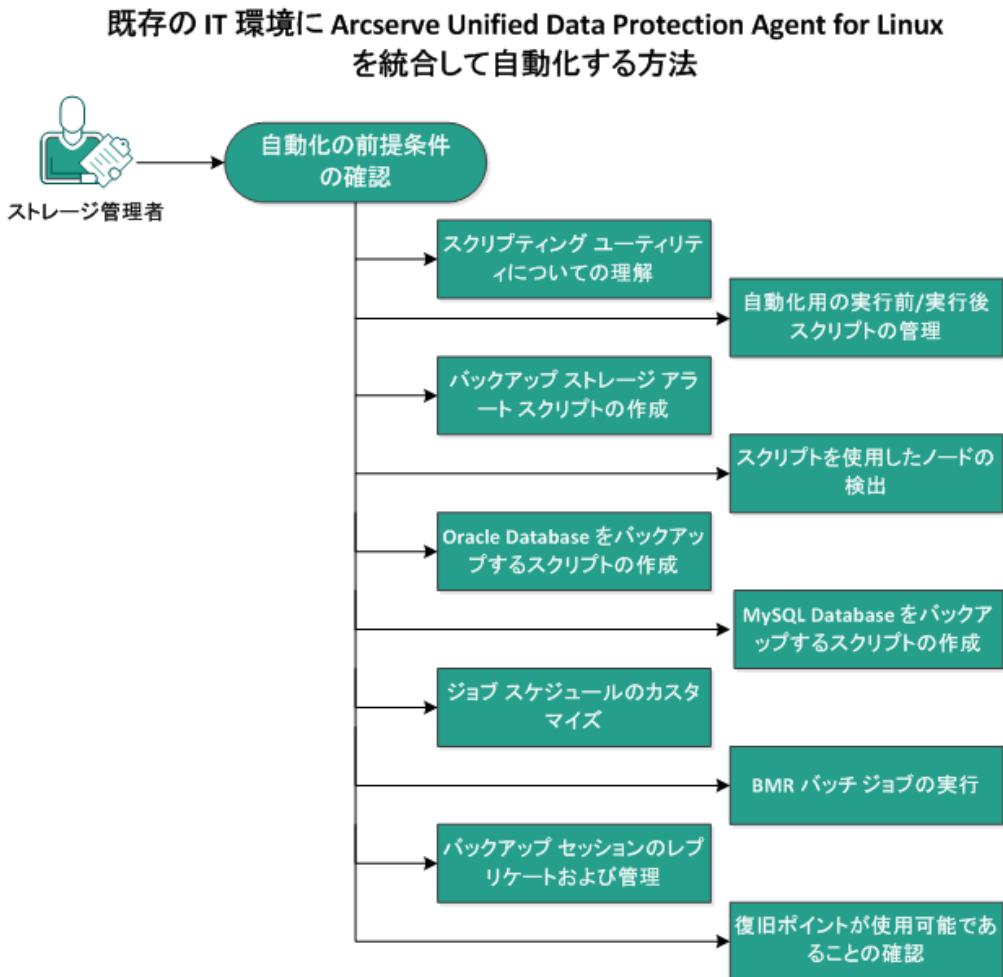 既存の IT 環境に Arcserve Unified Data Protection Agent for Linux
を統合して自動化する方法
ストレージ管理者
自動化の前提条件
の確認
スクリプティング ユーティリテ
ィについての理解
自動化用の実行前/実行後
スクリプトの管理
バックアップ ストレージ アラ
ート スクリプトの作成
スクリプトを使用したノードの
検出
Oracle Database をバックアッ
プするスクリプトの作成
MySQL Database をバックア
ップするスクリプトの作成
ジョブ スケジュールのカスタ
マイズ
BMR バッチ ジョブの実行
バックアップ セッションのレプ
リケートおよび管理
復旧ポイントが使用可能であ
ることの確認